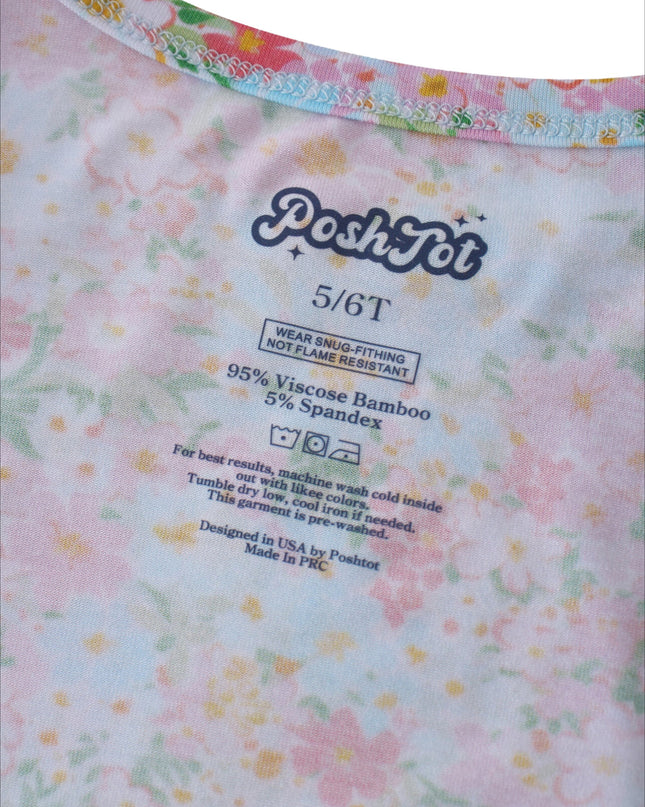 PoshTot
5/6T
WEAR SNUG-FITHING
NOT FLAME RESISTANT
95% Viscose Bamboo
5% Spandex
For best results, machine wash cold inside
out with likee colors.
Tumble dry low, cool iron if needed.
This garment is pre-washed.
Designed in USA by Poshtot
Made In PRC